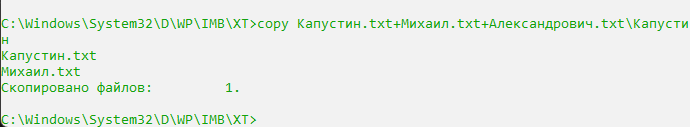 C:\Windows\System32\D\WP\IMB\XT>copy Капустин.txt+Михаил.txt+Александрович.txt\Капусти
н
Капустин.txt
Михаил.txt
Скопировано файлов:         1.
C:\Windows\System32\D\WP\IMB\XT>